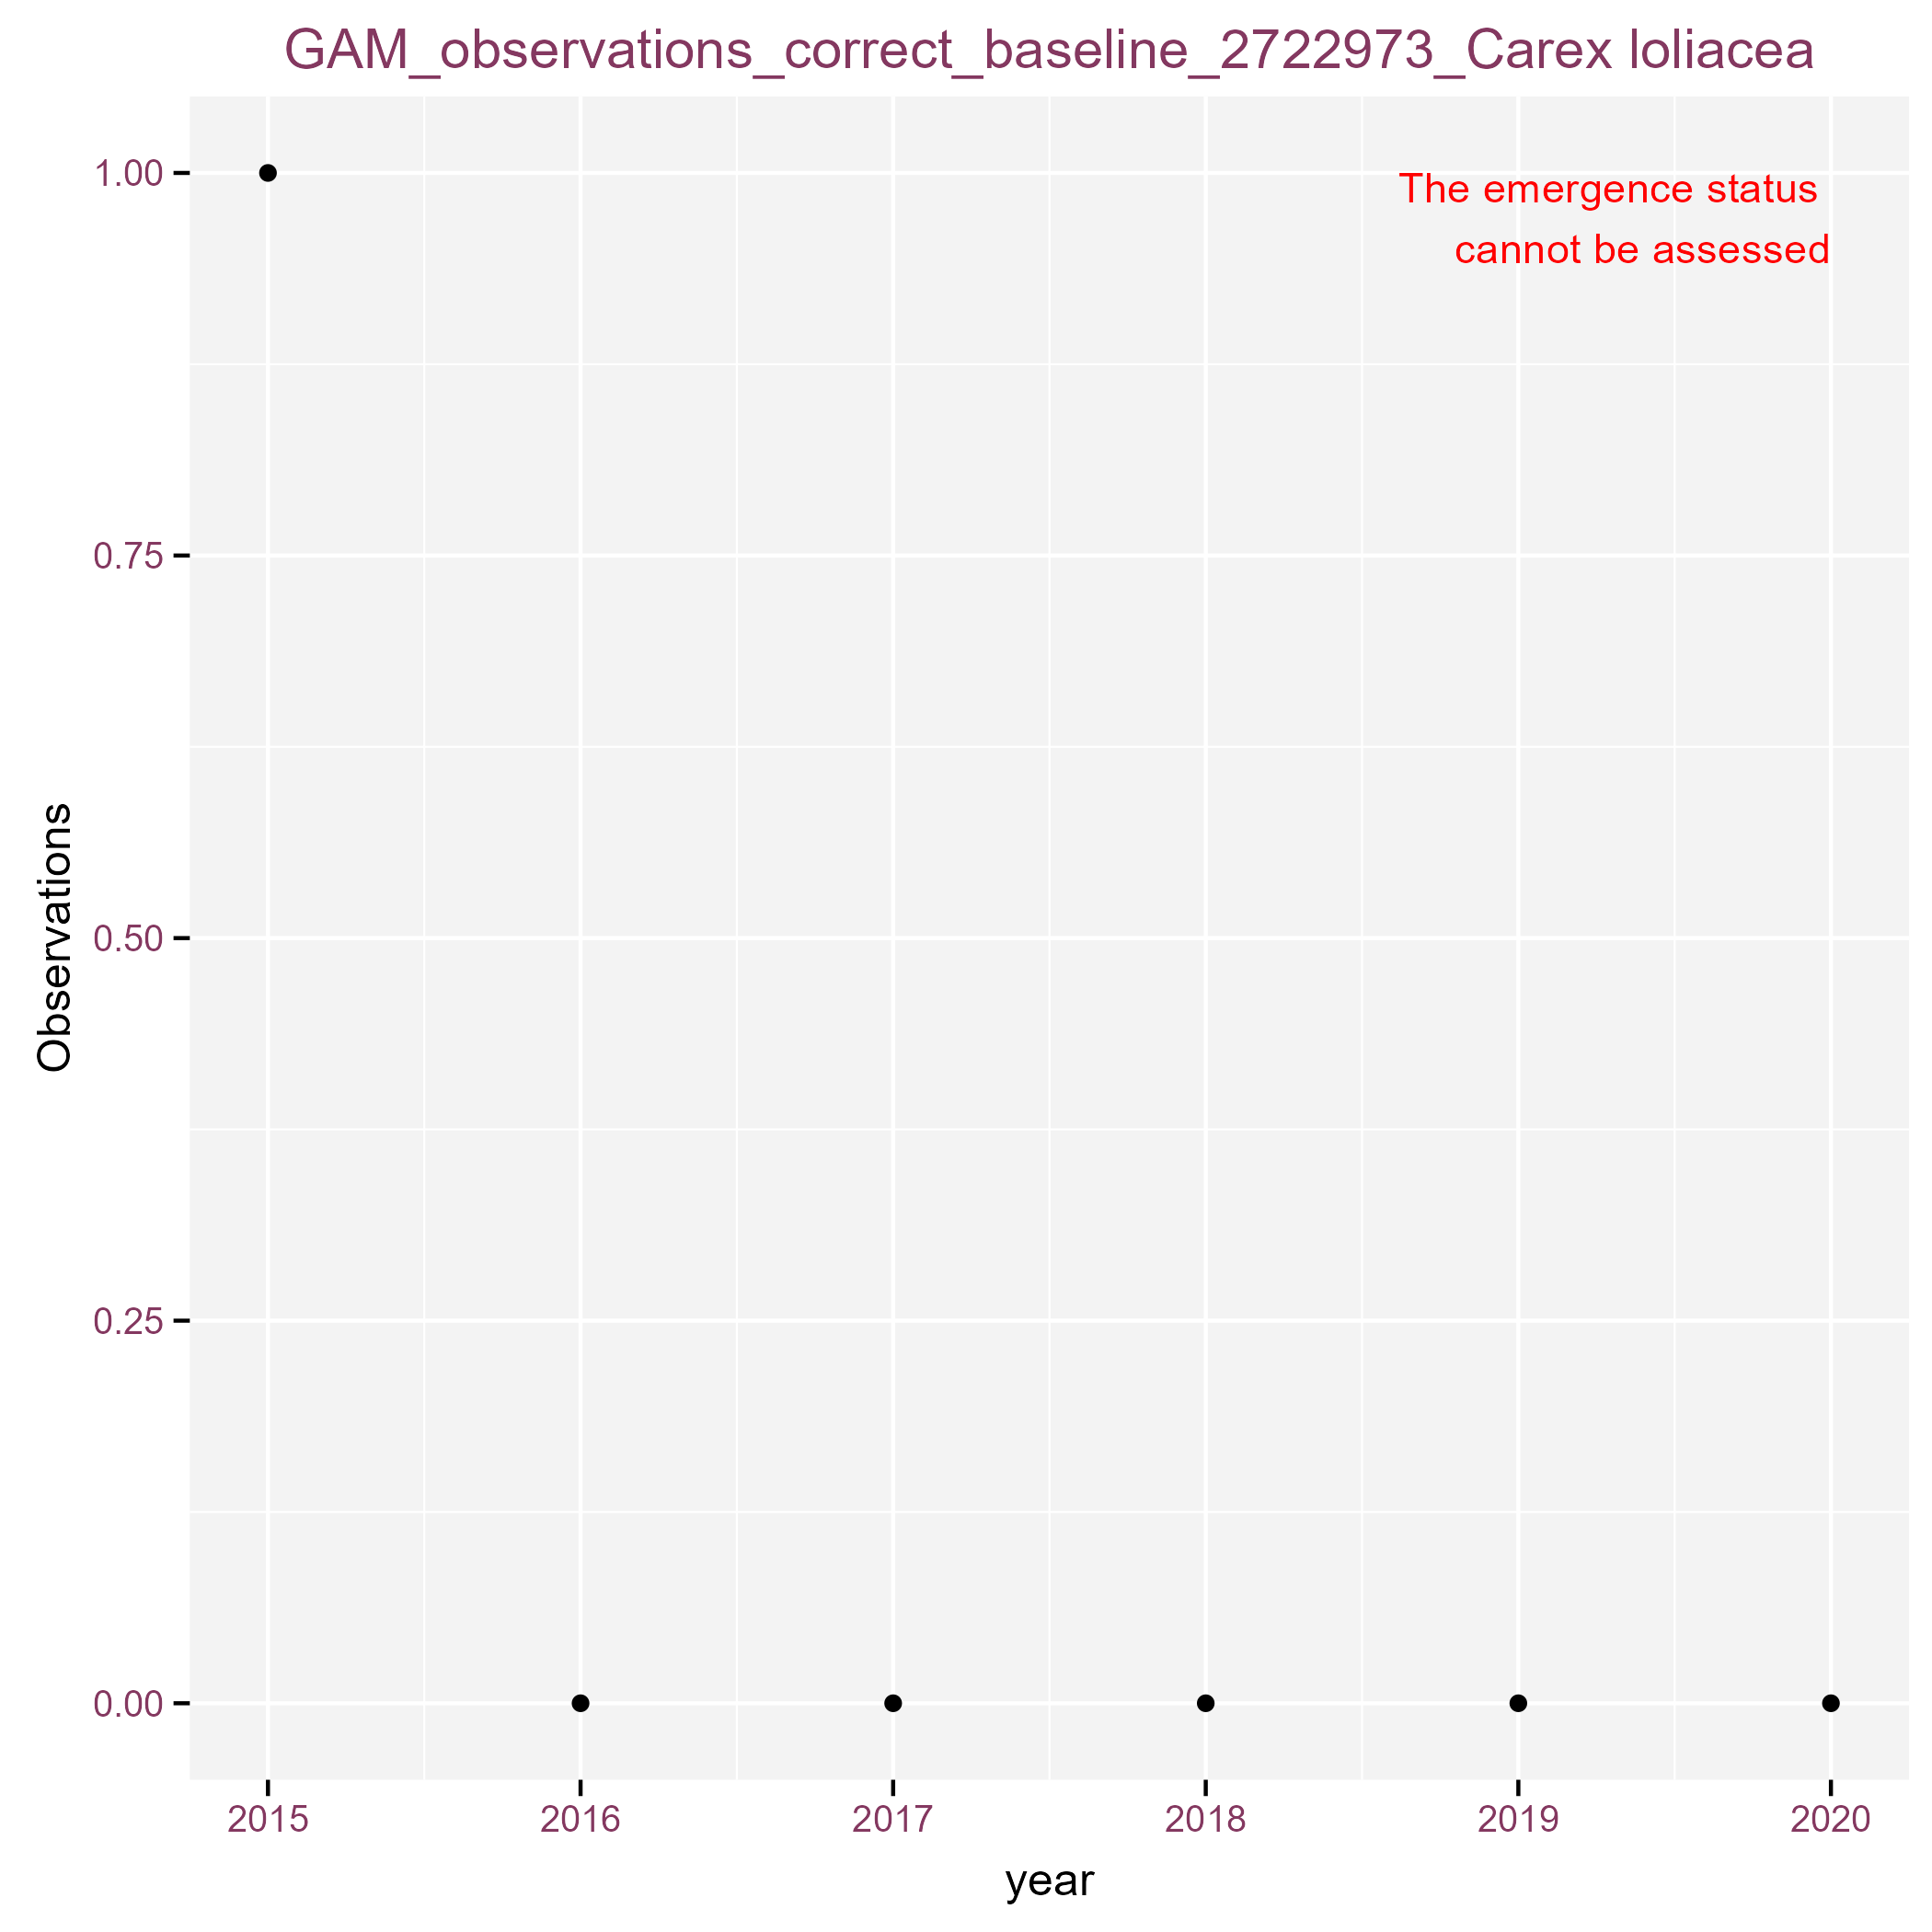 GAM_observations_correct_baseline_2722973_Carex loliacea
The emergence status
cannot be assessed
1.00
0.75
0.50
0.25
0.00
Observations
2015 2016 2017 2018 2019 2020
year